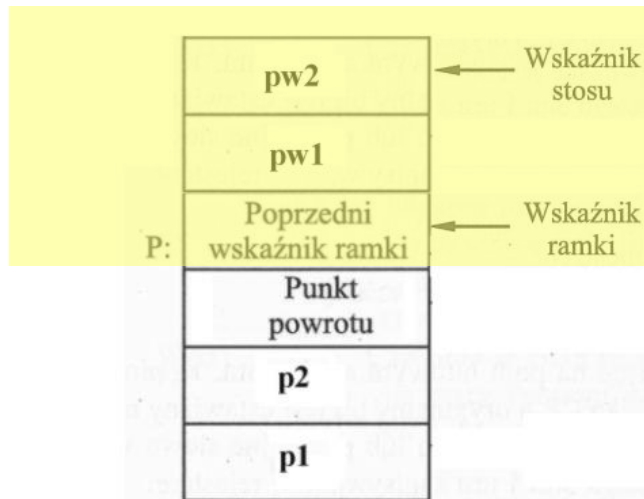 pw2
Wskaźnik
stosu
pw1
Poprzedni
wskaźnik ramki
Wskaźnik
ramki
P:
Punkt
powrotu
p2
p1